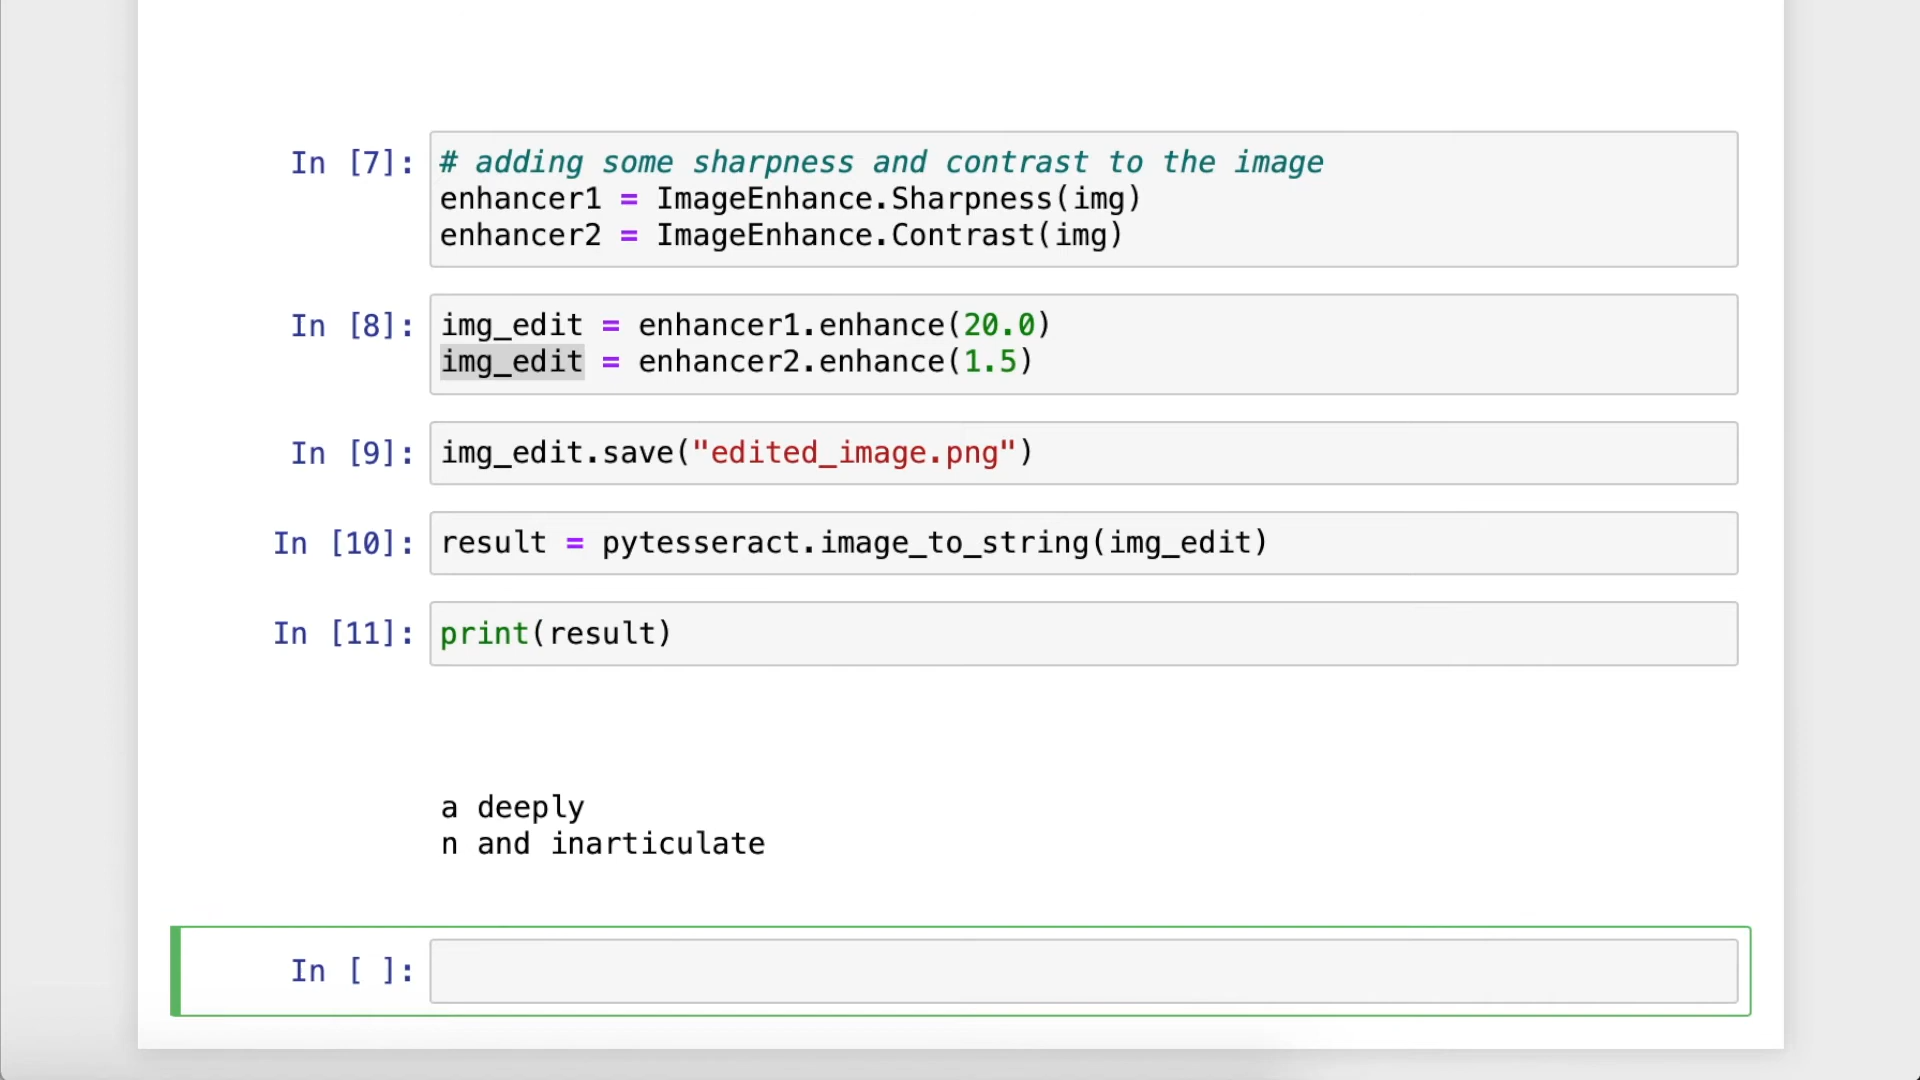 In [7]: # adding some sharpness and contrast to the image
enhancer1 = ImageEnhance.Sharpness(img)
enhancer2 = ImageEnhance.Contrast(img)
In [8]: img_edit = enhancer1.enhance(20.0)
img_edit = enhancer2.enhance(1.5)
In [9]: img_edit.save("edited_image.png")
In [10]: result = pytesseract.image_to_string(img_edit)
In [11]: print(result)
a deeply
n and inarticulate
In [ ]: